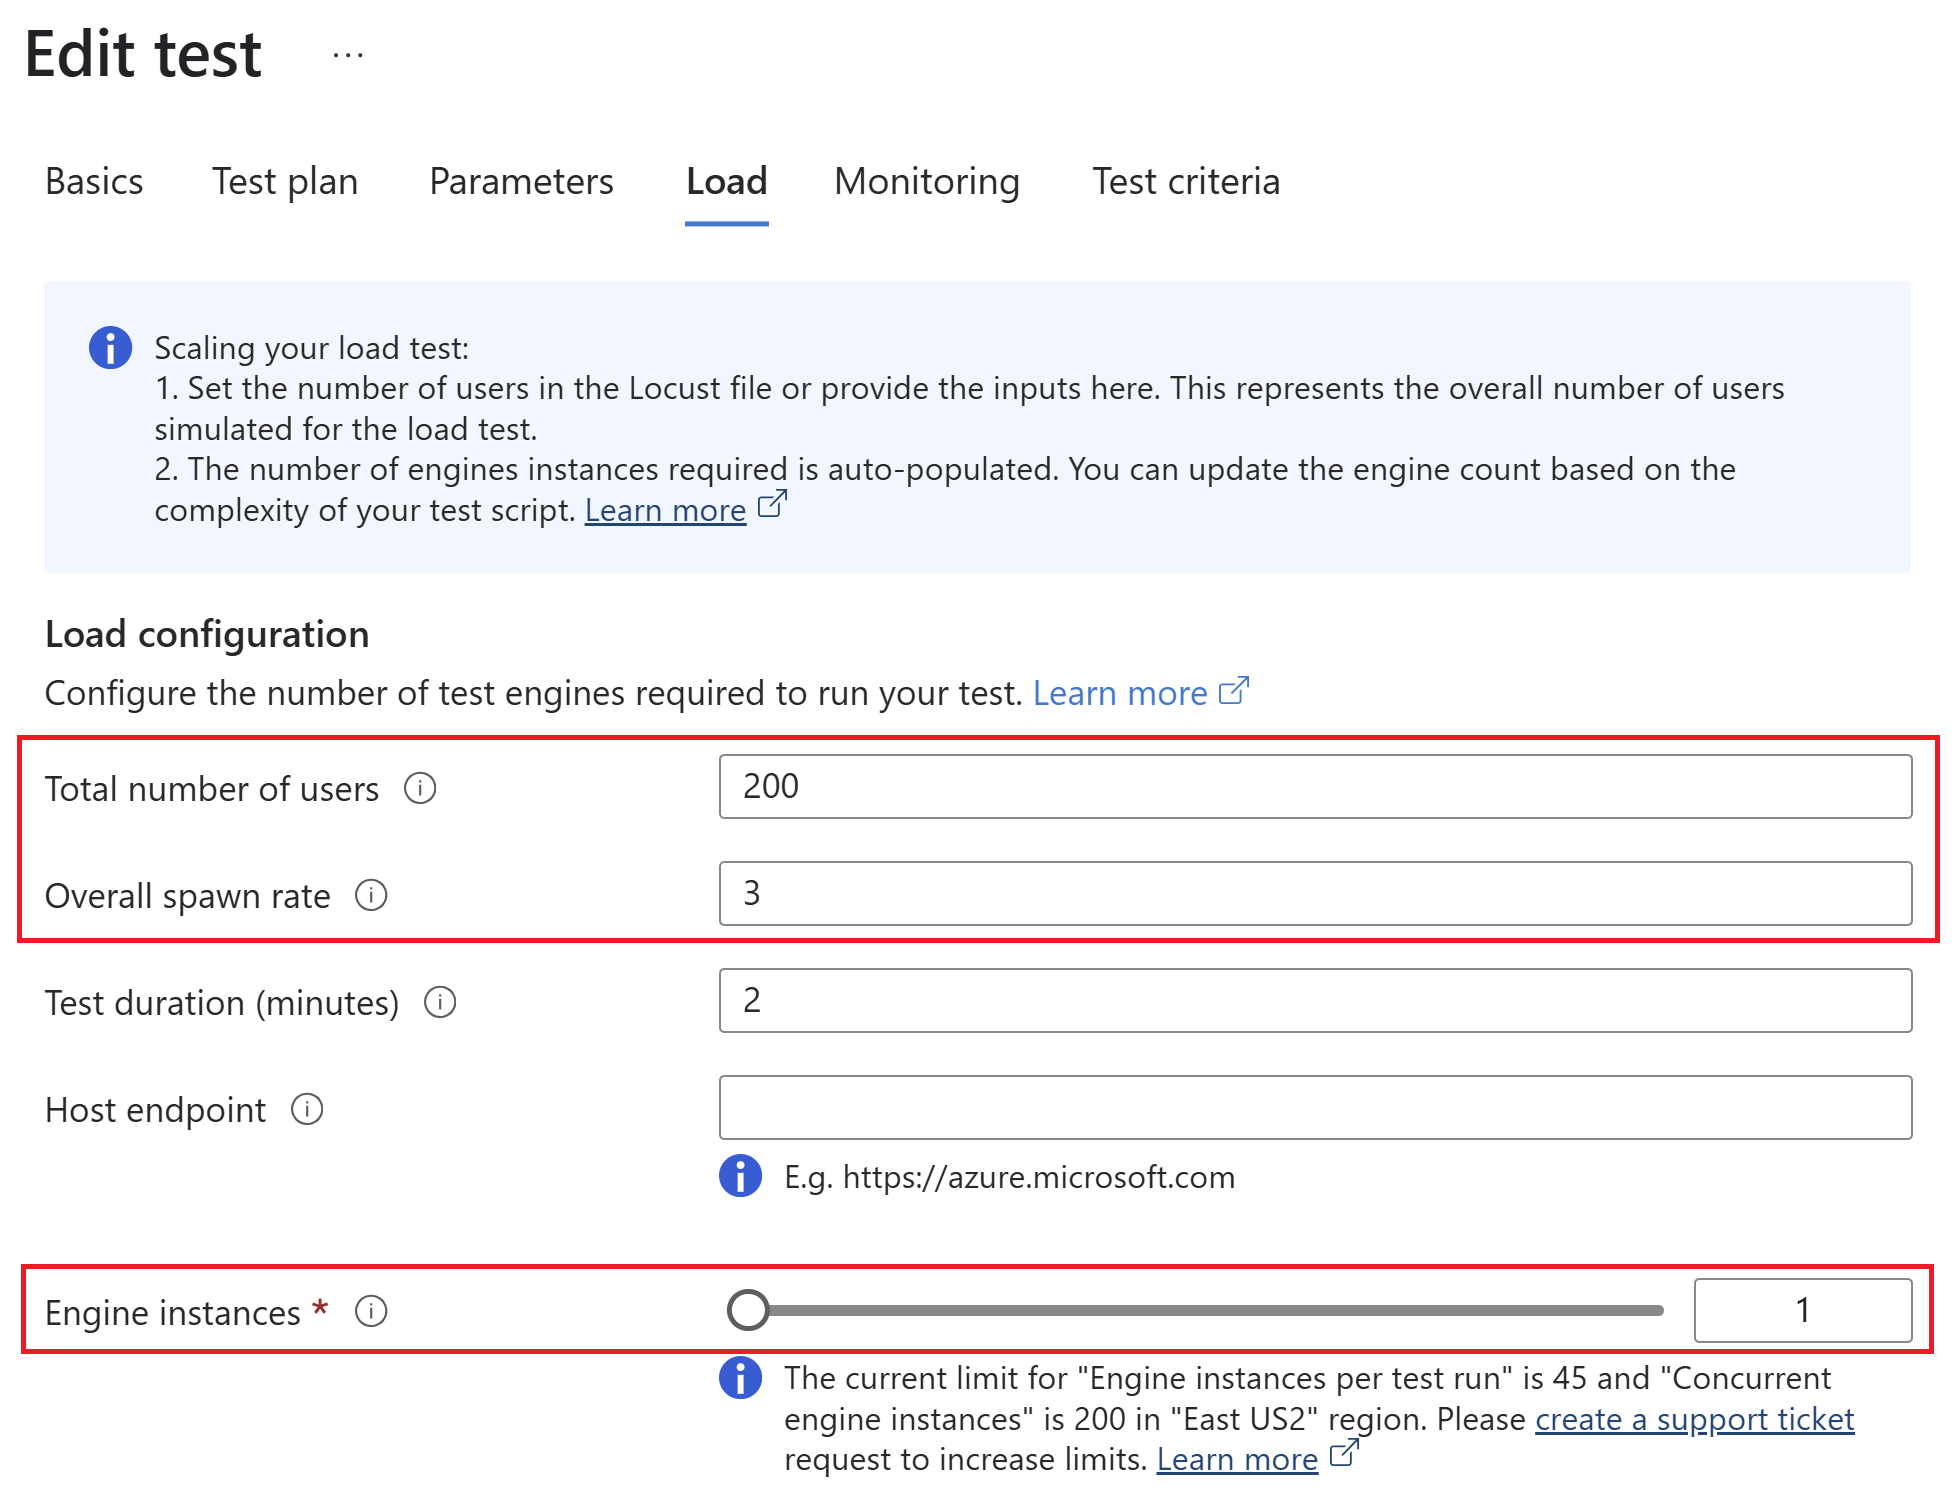 Edit test ...
Basics Test plan Parameters Load Monitoring Test criteria
Scaling your load test:
1. Set the number of users in the Locust file or provide the inputs here. This represents the overall number of users
simulated for the load test.
2. The number of engines instances required is auto-populated. You can update the engine count based on the
complexity of your test script. Learn more
Load configuration
Configure the number of test engines required to run your test. Learn more
Total number of users 200
Overall spawn rate 3
Test duration (minutes) 2
Host endpoint
E.g. https://azure.microsoft.com
Engine instances * 1
The current limit for "Engine instances per test run" is 45 and "Concurrent
engine instances" is 200 in "East US2" region. Please create a support ticket
request to increase limits. Learn more